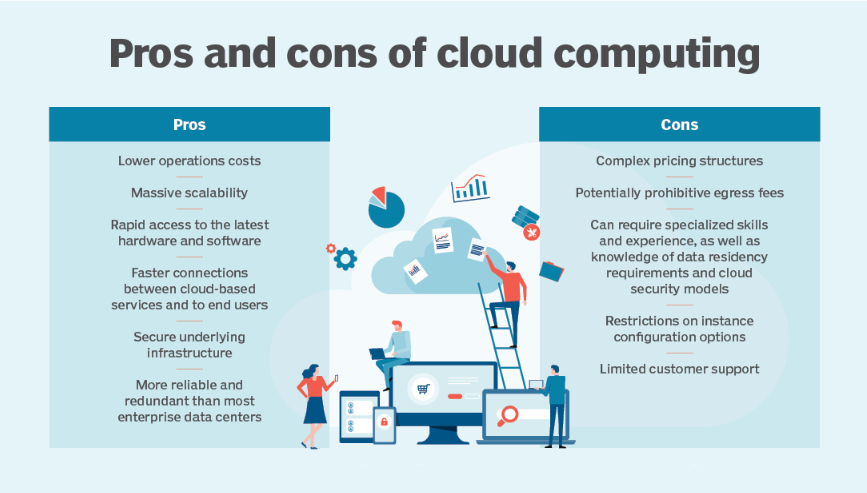 Pros and cons of cloud computing
Pros
Lower operations costs
Massive scalability
Rapid access to the latest
hardware and software
Faster connections
between cloud-based
services and to end users
Secure underlying
infrastructure
More reliable and
redundant than most
enterprise data centers
Cons
Complex pricing structures
Potentially prohibitive egress fees
Can require specialized skills
and experience, as well as
knowledge of data residency
requirements and cloud
security models
Restrictions on instance
configuration options
Limited customer support